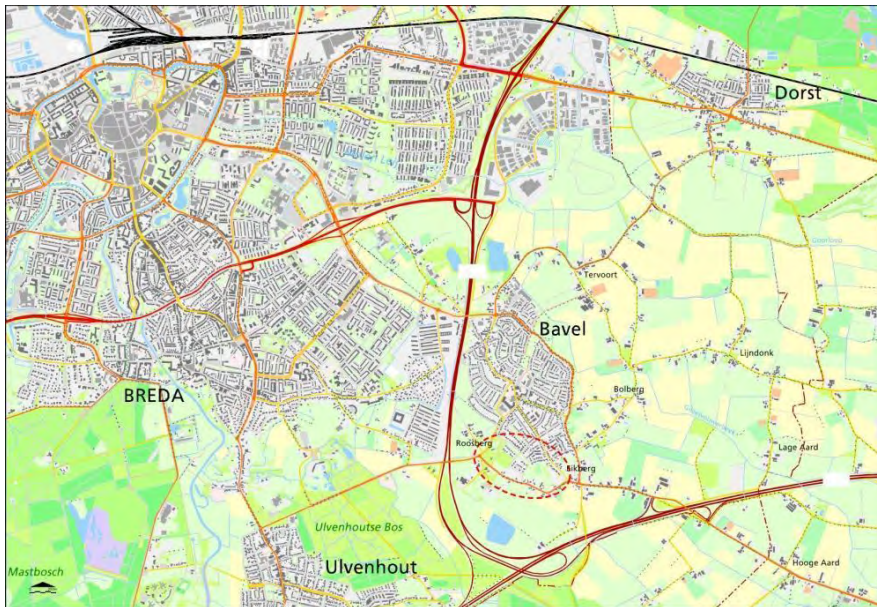 Dorst
Tervoort
Bavel
Lijndonk
BREDA
Bolberg
Roosberg
Lage Aard
Eikberg
Ulvenhoutse Bos
Hooge Aard
Ulvenhout
Mastbosch